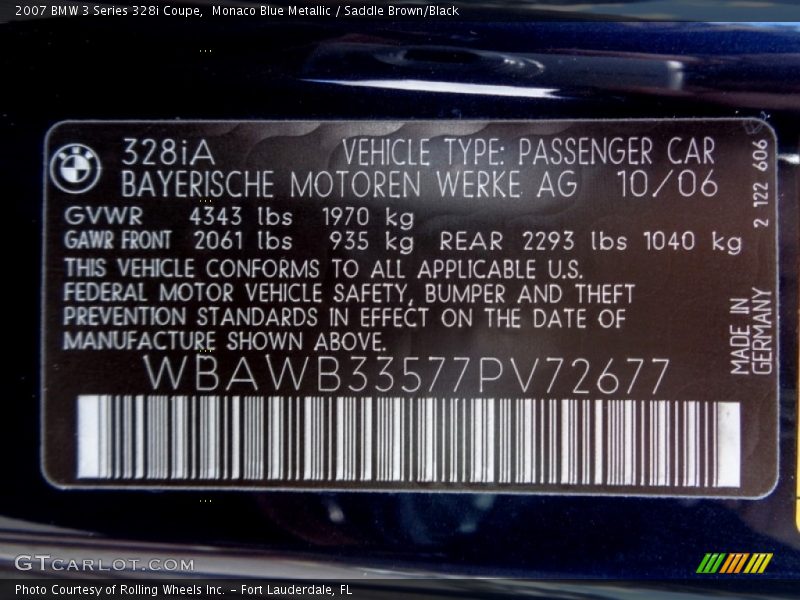 2007 BMW 3 Series 328i Coupe,  Monaco Blue Metallic / Saddle Brown/Black
328iA VEHICLE TYPE: PASSENGER CAR
BAYERISCHE MOTOREN WERKE AG 10/06
GVWR 4343 lbs 1970 kg
GAWR FRONT 2061 lbs 935 kg REAR 2293 lbs 1040 kg
THIS VEHICLE CONFORMS TO ALL APPLICABLE U.S.
FEDERAL MOTOR VEHICLE SAFETY, BUMPER AND THEFT
PREVENTION STANDARDS IN EFFECT ON THE DATE OF
MANUFACTURE SHOWN ABOVE.
WBAWB33577PV72677
2 122 606
MADE IN
GERMANY
GTCARLOT.COM
Photo Courtesy of Rolling Wheels Inc. - Fort Lauderdale, FL